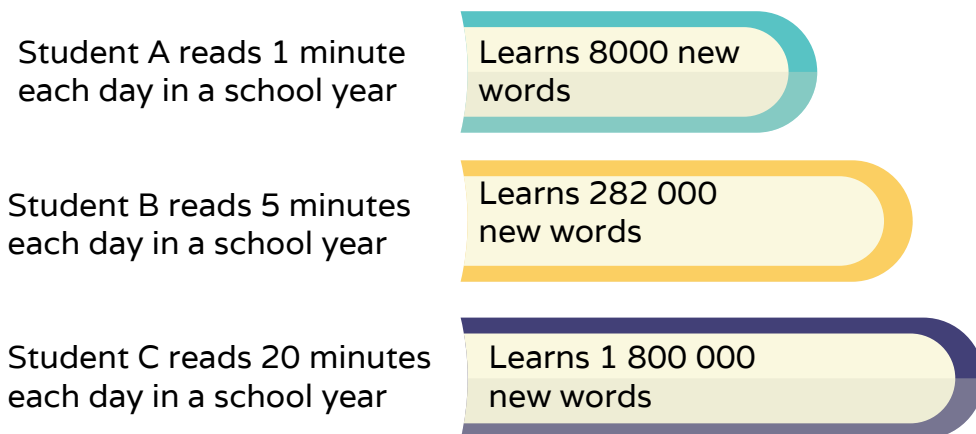 Student A reads 1 minute
each day in a school year
Learns 8000 new
words
Student B reads 5 minutes
each day in a school year
Learns 282 000
new words
Student C reads 20 minutes
each day in a school year
Learns 1 800 000
new words